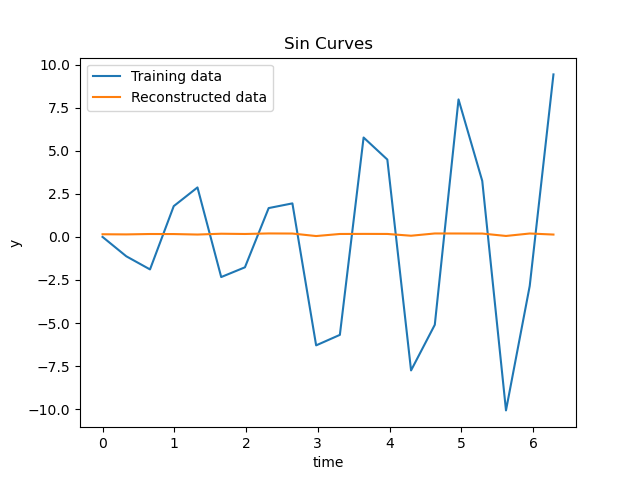 Sin Curves
Training data
Reconstructed data
10.0
7.5
5.0
2.5
0.0
−2.5
−5.0
−7.5
−10.0
y
0 1 2 3 4 5 6
time